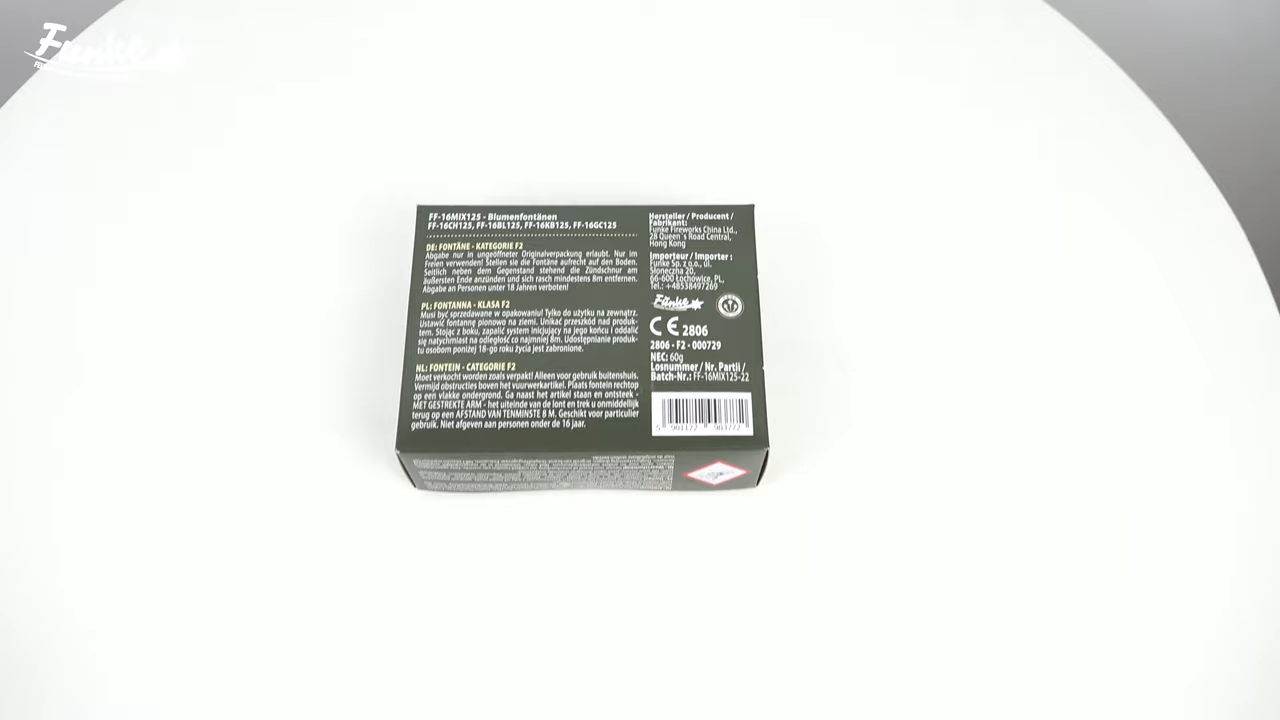 Funke
FF-16MIX125 - Blumenfontänen
FF-16CH125, FF-16BL125, FF-16KB125, FF-16GC125
DE: FONTÄNE - KATEGORIE F2
Abgabe nur in ungeöffneter Originalverpackung erlaubt. Nur im
Freien verwenden! Stellen sie die Fontäne aufrecht auf den Boden.
Seitlich neben dem Gegenstand stehend die Zündschnur am
äußersten Ende anzünden und sich rasch mindestens 8m entfernen.
Abgabe an Personen unter 18 Jahren verboten!
PL: FONTANNA - KLASA F2
Musi być sprzedawane w opakowaniu! Tylko do użytku na zewnątrz.
Ustawić fontannę pionowo na ziemi. Unikać przeszkód nad produk-
tem. Stojąc z boku, zapalić system inicjujący na jego końcu i oddalić
się natychmiast na odległość co najmniej 8m. Udostępnianie produk-
tu osobom poniżej 18-go roku życia jest zabronione.
NL: FONTEIN - CATEGORIE F2
Moet verkocht worden zoals verpakt! Alleen voor gebruik buitenshuis.
Vermijd obstructies boven het vuurwerkartikel. Plaats fontein rechtop
op een vlakke ondergrond. Ga naast het artikel staan en ontsteek -
MET GESTREKTE ARM - het uiteinde van de lont en trek u onmiddellijk
terug op een AFSTAND VAN TENMINSTE 8 M. Geschikt voor particulier
gebruik. Niet afgeven aan personen onder de 16 jaar.
Hersteller / Producent /
Fabrikant:
Funke Fireworks China Ltd.,
28 Queen´s Road Central,
Hong Kong
Importeur / Importer :
Funke Sp. z o.o., ul.
Słoneczna 20,
66-600 Łochowice, PL,
Tel.: +48538497269
Funke
CE 2806
2806 - F2 - 000729
NEC: 60g
Losnummer / Nr. Partii /
Batch-Nr.: FF-16MIX125-22
5 901122 903772